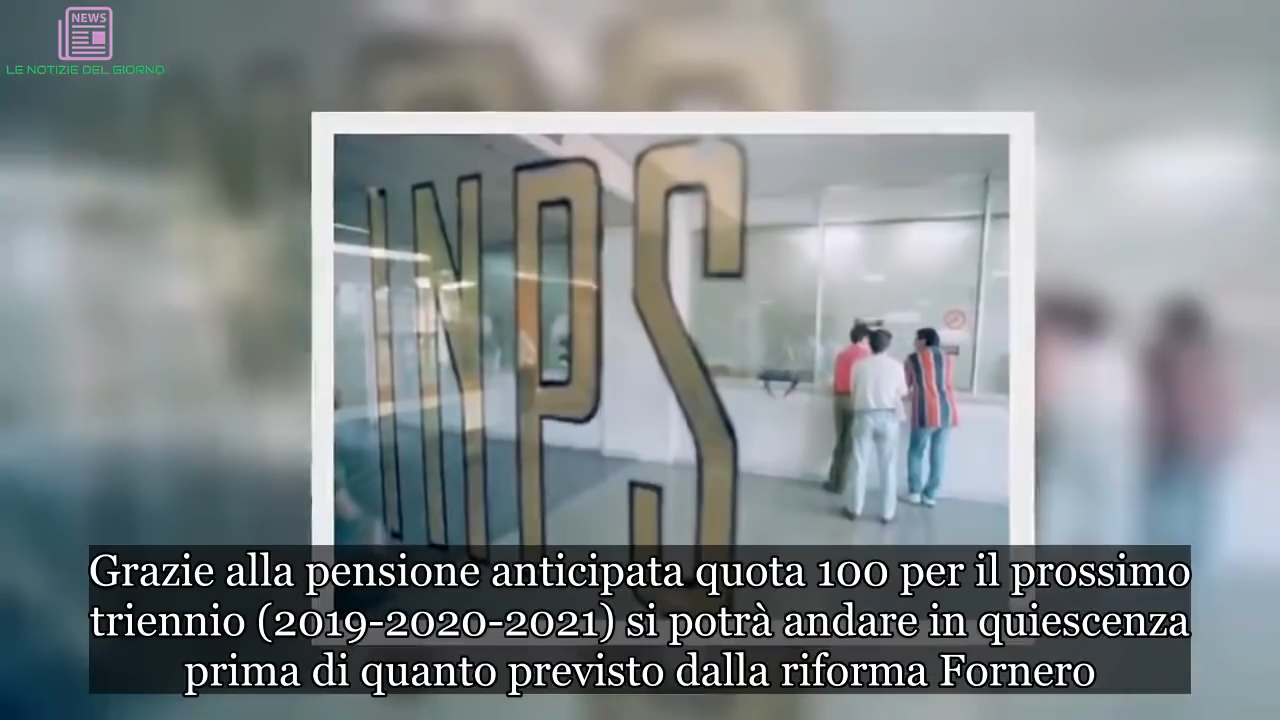 NEWS
LE NOTIZIE DEL GIORNO
INPS
Grazie alla pensione anticipata quota 100 per il prossimo
triennio (2019-2020-2021) si potrà andare in quiescenza
prima di quanto previsto dalla riforma Fornero